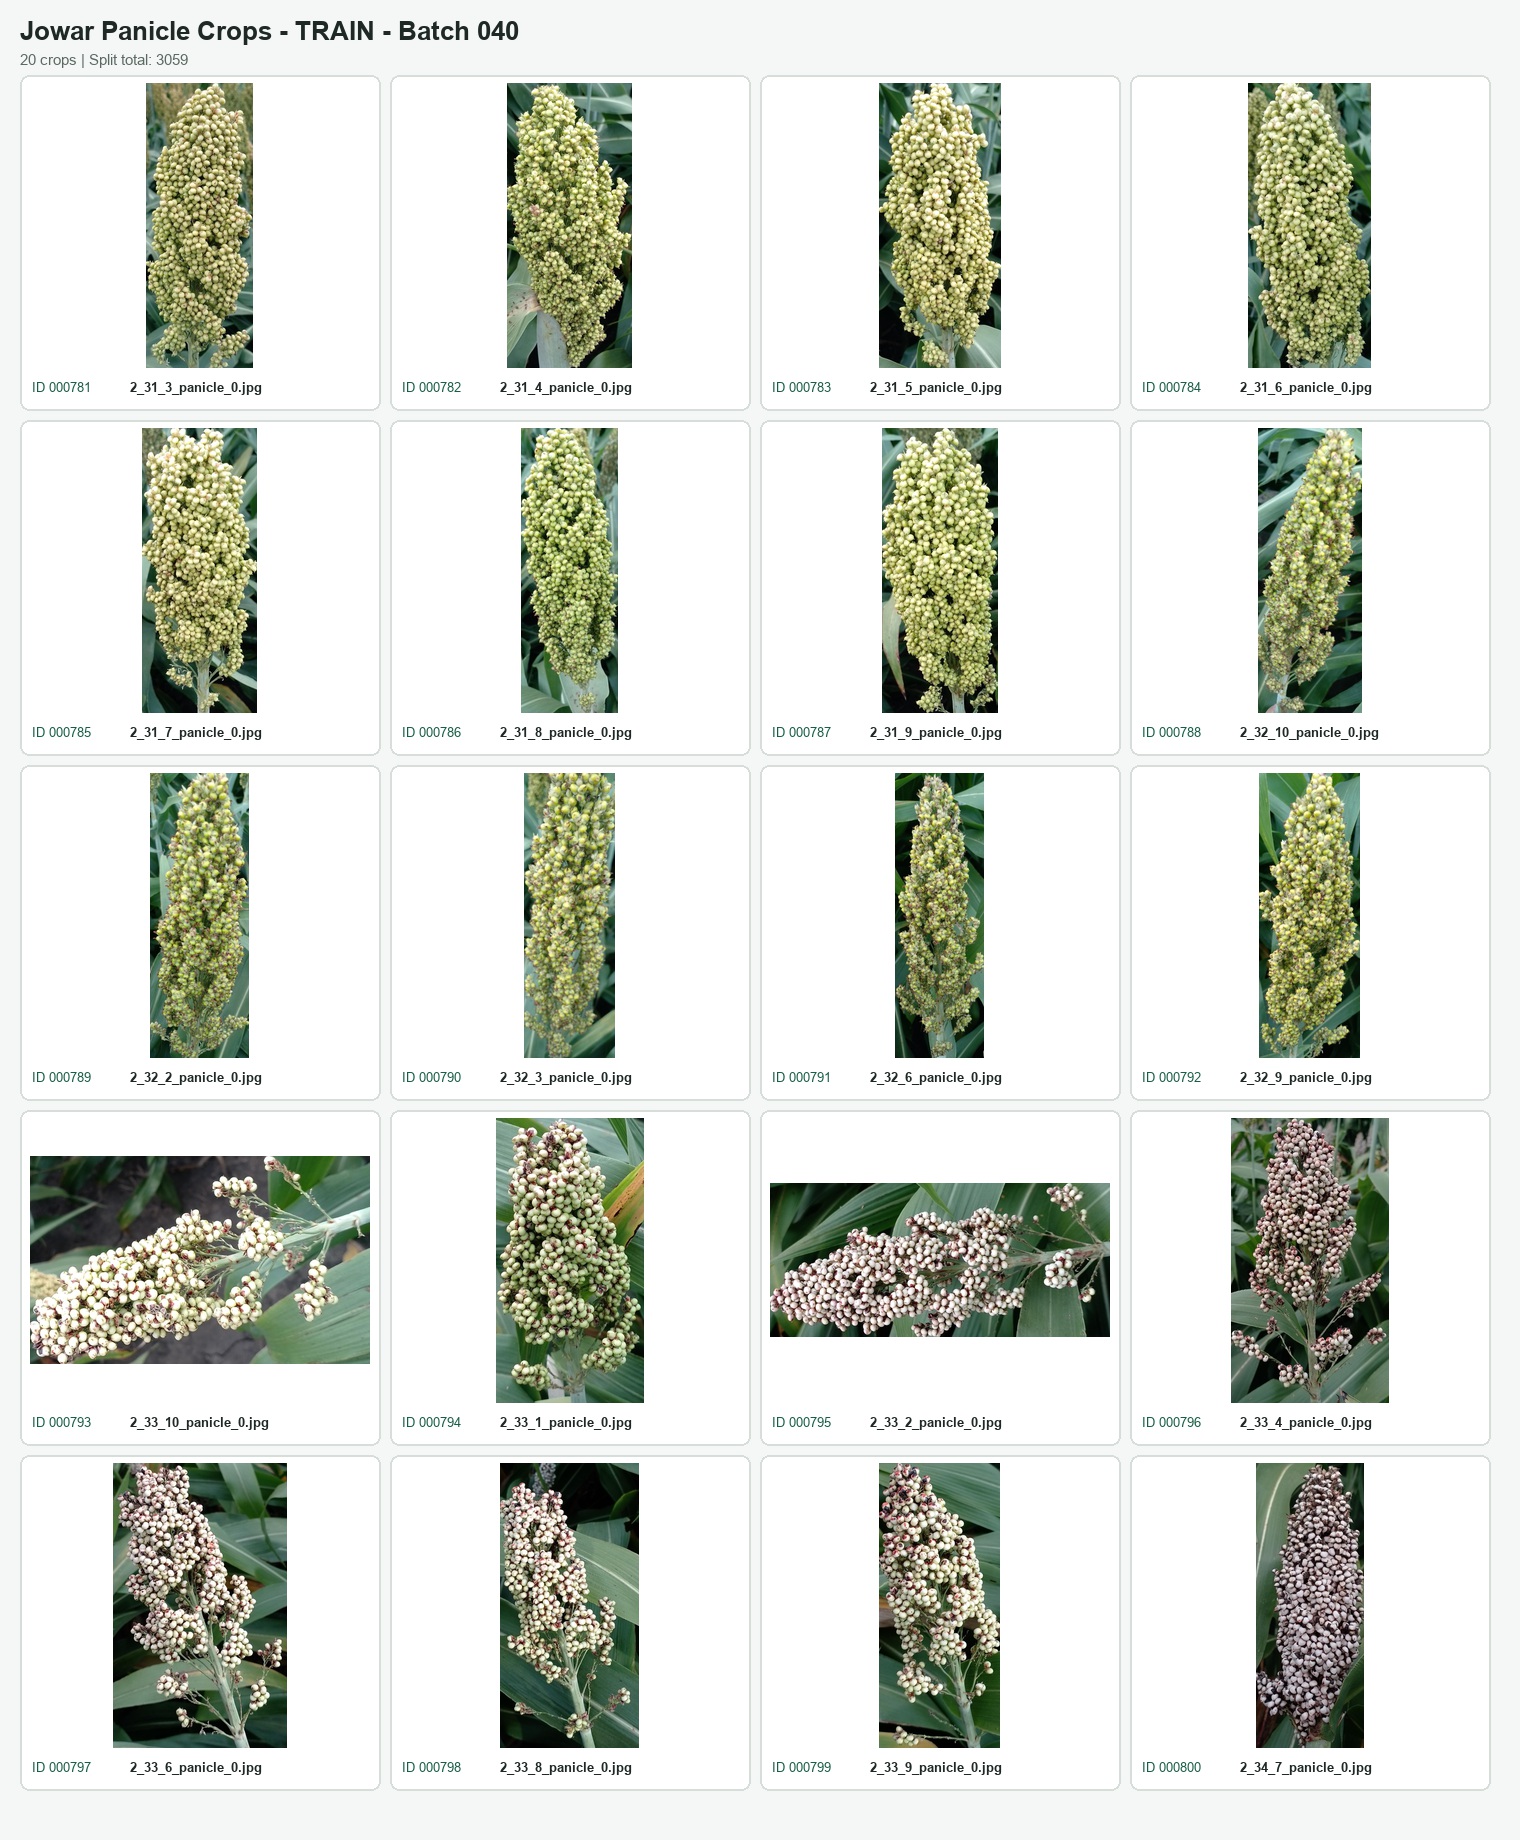 Jowar Panicle Crops - TRAIN - Batch 040
20 crops | Split total: 3059
ID 000781 2_31_3_panicle_0.jpg
ID 000782 2_31_4_panicle_0.jpg
ID 000783 2_31_5_panicle_0.jpg
ID 000784 2_31_6_panicle_0.jpg
ID 000785 2_31_7_panicle_0.jpg
ID 000786 2_31_8_panicle_0.jpg
ID 000787 2_31_9_panicle_0.jpg
ID 000788 2_32_10_panicle_0.jpg
ID 000789 2_32_2_panicle_0.jpg
ID 000790 2_32_3_panicle_0.jpg
ID 000791 2_32_6_panicle_0.jpg
ID 000792 2_32_9_panicle_0.jpg
ID 000793 2_33_10_panicle_0.jpg
ID 000794 2_33_1_panicle_0.jpg
ID 000795 2_33_2_panicle_0.jpg
ID 000796 2_33_4_panicle_0.jpg
ID 000797 2_33_6_panicle_0.jpg
ID 000798 2_33_8_panicle_0.jpg
ID 000799 2_33_9_panicle_0.jpg
ID 000800 2_34_7_panicle_0.jpg